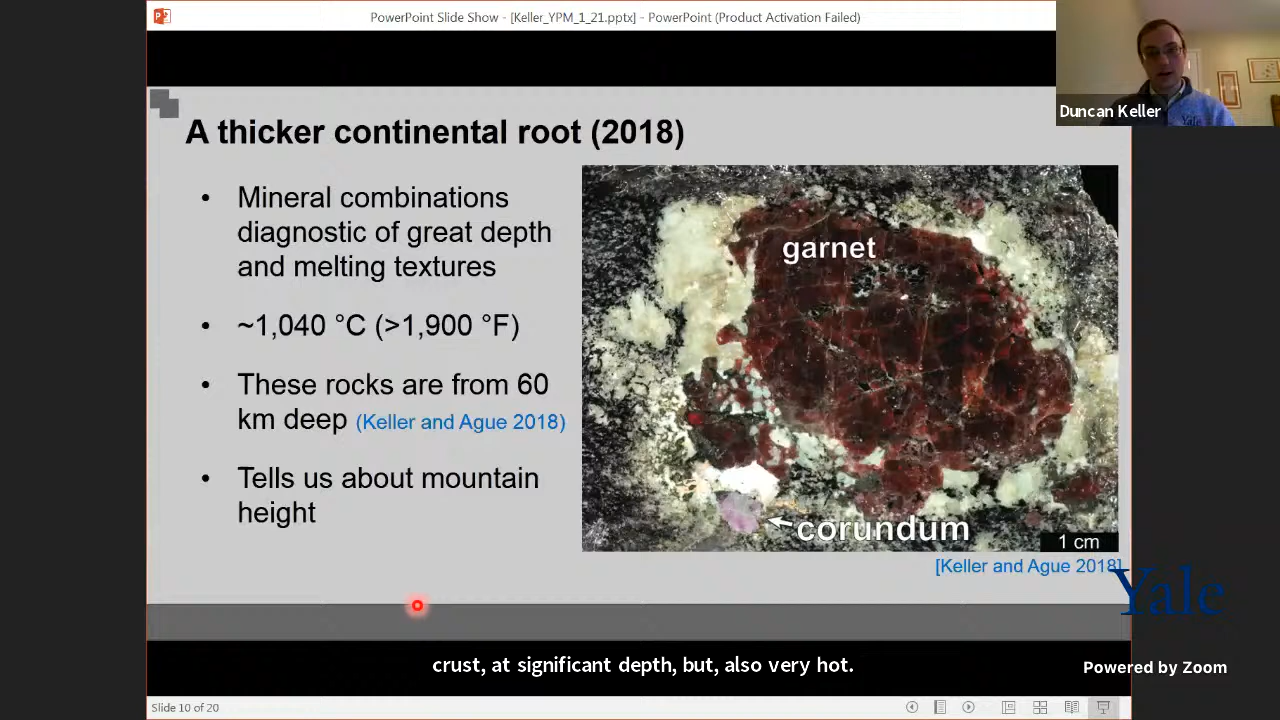 PowerPoint Slide Show - [Keller_YPM_1_21.pptx] - PowerPoint (Product Activation Failed)
Duncan Keller
Yale
A thicker continental root (2018)
• Mineral combinations
diagnostic of great depth
and melting textures
• ~1,040 °C (>1,900 °F)
• These rocks are from 60
km deep (Keller and Ague 2018)
• Tells us about mountain
height
garnet
corundum
1 cm
[Keller and Ague 2018]
Yale
crust, at significant depth, but, also very hot.
Powered by Zoom
Slide 10 of 20